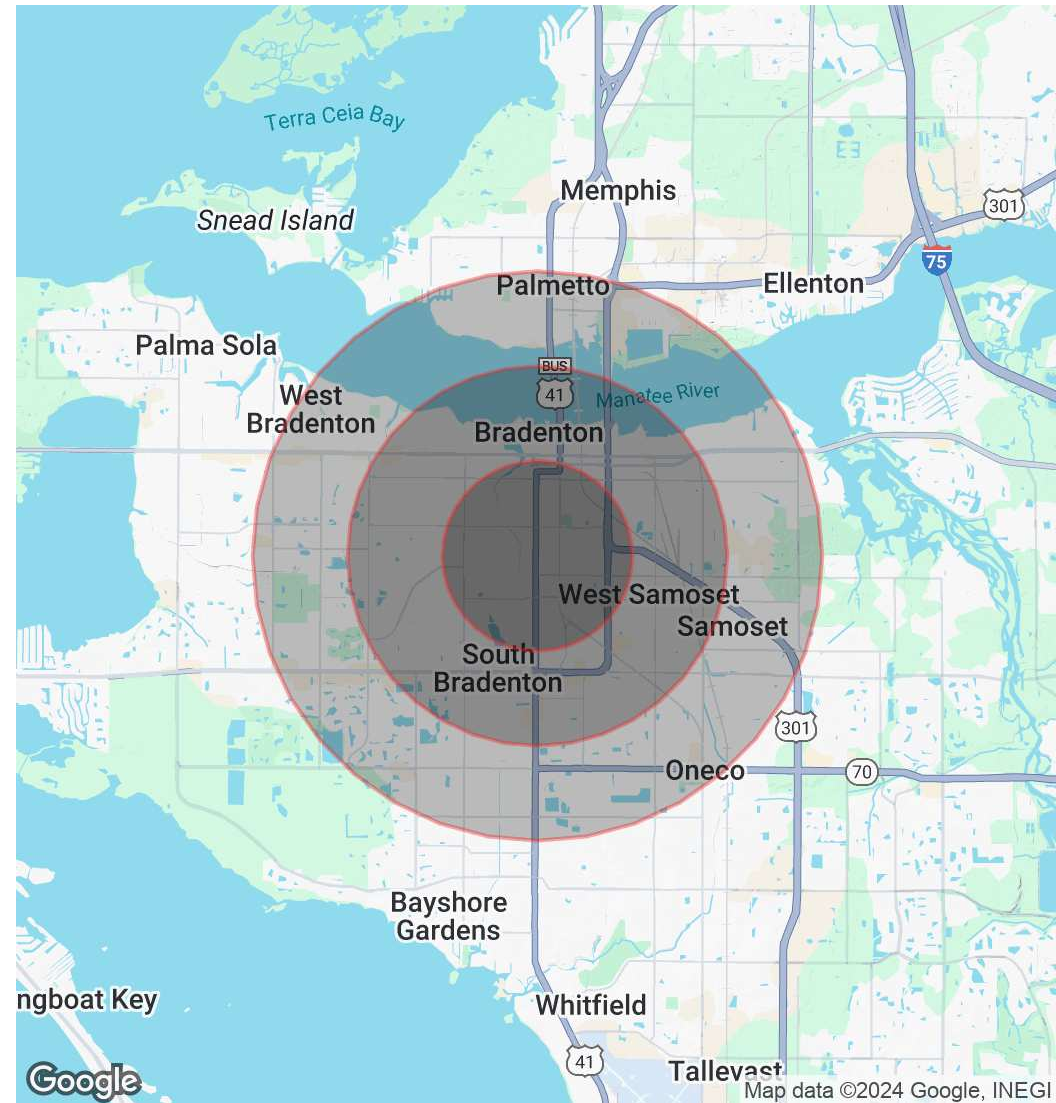 Terra Ceia Bay
Memphis
301
Snead Island
75
Palmetto
Ellenton
Palma Sola
BUS
41
Manatee River
West
Bradenton
Bradenton
West Samoset
Samoset
South
Bradenton
301
Oneco
70
Bayshore
Gardens
ngboat Key
Whitfield
41
Tallevast
Google
Map data ©2024 Google, INEGI